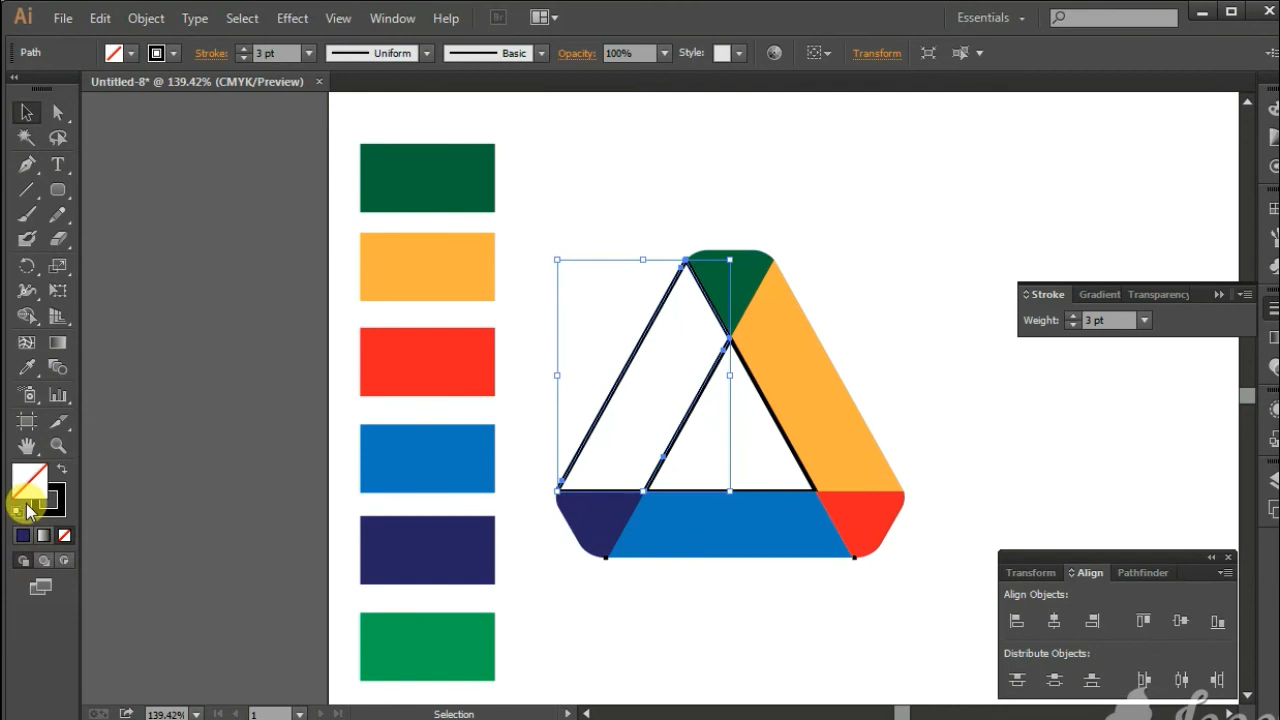 Ai File Edit Object Type Select Effect View Window Help Br Essentials
Path Stroke: 3 pt Uniform Basic Opacity: 100% Style: Transform
Untitled-8* @ 139.42% (CMYK/Preview) ×
Stroke Gradient Transparency
Weight: 3 pt
Transform Align Pathfinder
Align Objects:
Distribute Objects:
139.42% 1 Selection